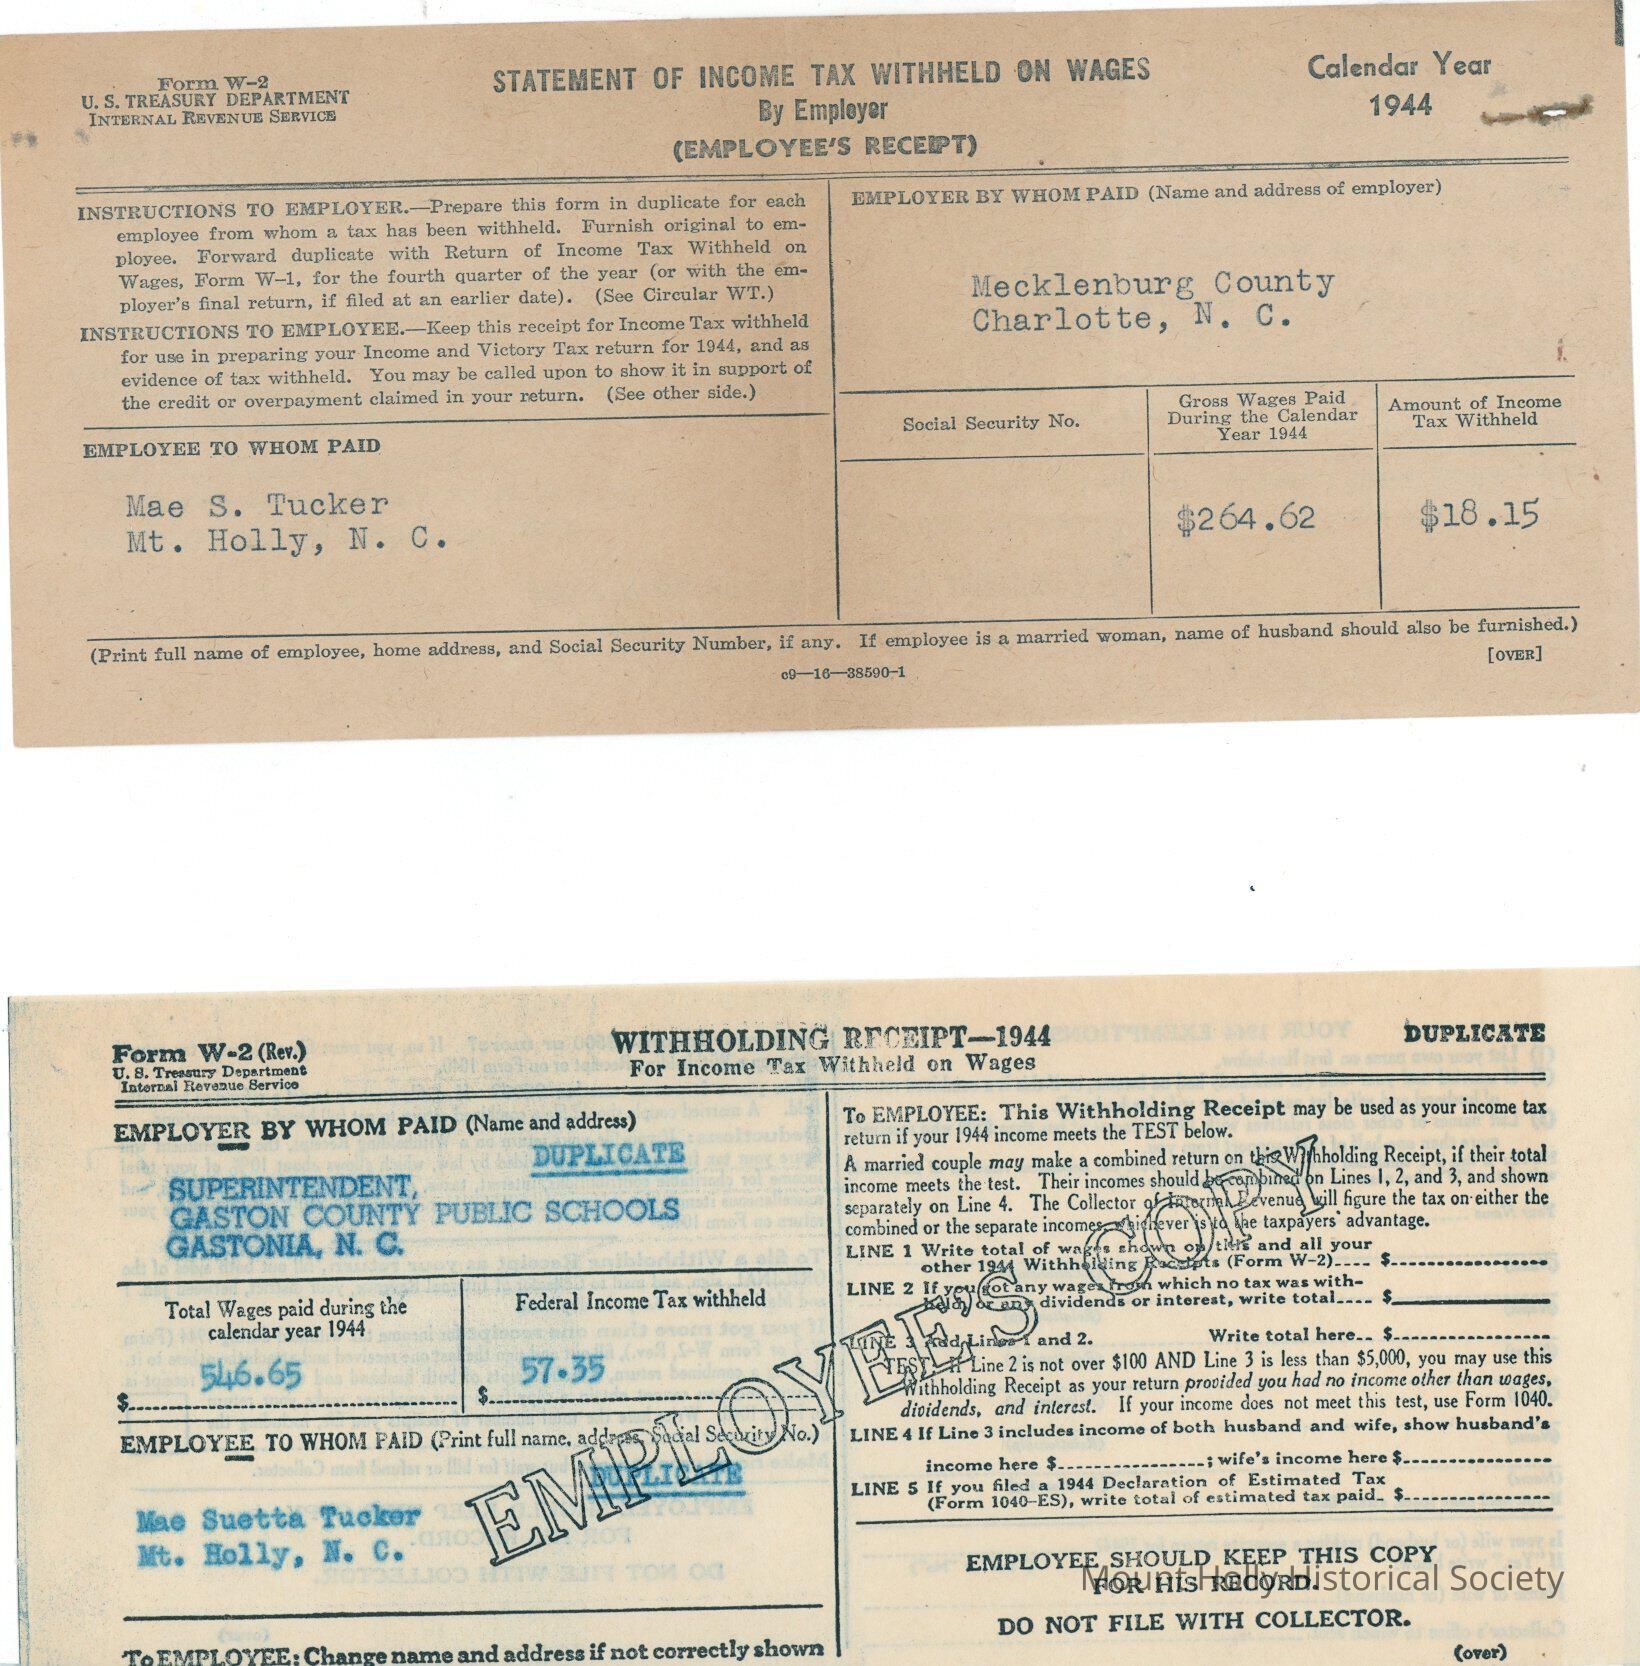 Form W-2
U. S. TREASURY DEPARTMENT
INTERNAL REVENUE SERVICE
STATEMENT OF INCOME TAX WITHHELD ON WAGES
By Employer
(EMPLOYEE'S RECEIPT)
Calendar Year
1944
INSTRUCTIONS TO EMPLOYER.—Prepare this form in duplicate for each
employee from whom a tax has been withheld. Furnish original to em-
ployee. Forward duplicate with Return of Income Tax Withheld on
Wages, Form W-1, for the fourth quarter of the year (or with the em-
ployer's final return, if filed at an earlier date). (See Circular WT.)
INSTRUCTIONS TO EMPLOYEE.—Keep this receipt for Income Tax withheld
for use in preparing your Income and Victory Tax return for 1944, and as
evidence of tax withheld. You may be called upon to show it in support of
the credit or overpayment claimed in your return. (See other side.)
EMPLOYEE TO WHOM PAID
Mae S. Tucker
Mt. Holly, N. C.
EMPLOYER BY WHOM PAID (Name and address of employer)
Mecklenburg County
Charlotte, N. C.
Social Security No.
Gross Wages Paid
During the Calendar
Year 1944
Amount of Income
Tax Withheld
$264.62
$18.15
(Print full name of employee, home address, and Social Security Number, if any. If employee is a married woman, name of husband should also be furnished.)
[OVER]
c9—16—38590-1
Form W-2 (Rev.)
U. S. Treasury Department
Internal Revenue Service
WITHHOLDING RECEIPT—1944
For Income Tax Withheld on Wages
DUPLICATE
EMPLOYER BY WHOM PAID (Name and address)
DUPLICATE
SUPERINTENDENT,
GASTON COUNTY PUBLIC SCHOOLS
GASTONIA, N. C.
Total Wages paid during the
calendar year 1944
Federal Income Tax withheld
546.65
57.35
$
$
EMPLOYEE TO WHOM PAID (Print full name, address, Social Security No.)
DUPLICATE
Mae Suetta Tucker
Mt. Holly, N. C.
To EMPLOYEE: Change name and address if not correctly shown
EMPLOYEE'S COPY
To EMPLOYEE: This Withholding Receipt may be used as your income tax
return if your 1944 income meets the TEST below.
A married couple may make a combined return on this Withholding Receipt, if their total
income meets the test. Their incomes should be combined on Lines 1, 2, and 3, and shown
separately on Line 4. The Collector of Internal Revenue will figure the tax on either the
combined or the separate incomes, whichever is to the taxpayers' advantage.
LINE 1 Write total of wages shown on this and all your
other 1944 Withholding Receipts (Form W-2) $
LINE 2 If you got any wages from which no tax was with-
held, or any dividends or interest, write total $
LINE 3 Add Lines 1 and 2. Write total here $
TEST: If Line 2 is not over $100 AND Line 3 is less than $5,000, you may use this
Withholding Receipt as your return provided you had no income other than wages,
dividends, and interest. If your income does not meet this test, use Form 1040.
LINE 4 If Line 3 includes income of both husband and wife, show husband's
income here $ ; wife's income here $
LINE 5 If you filed a 1944 Declaration of Estimated Tax
(Form 1040-ES), write total of estimated tax paid $
EMPLOYEE SHOULD KEEP THIS COPY
FOR HIS RECORD.
Mount Holly Historical Society
DO NOT FILE WITH COLLECTOR.
(over)